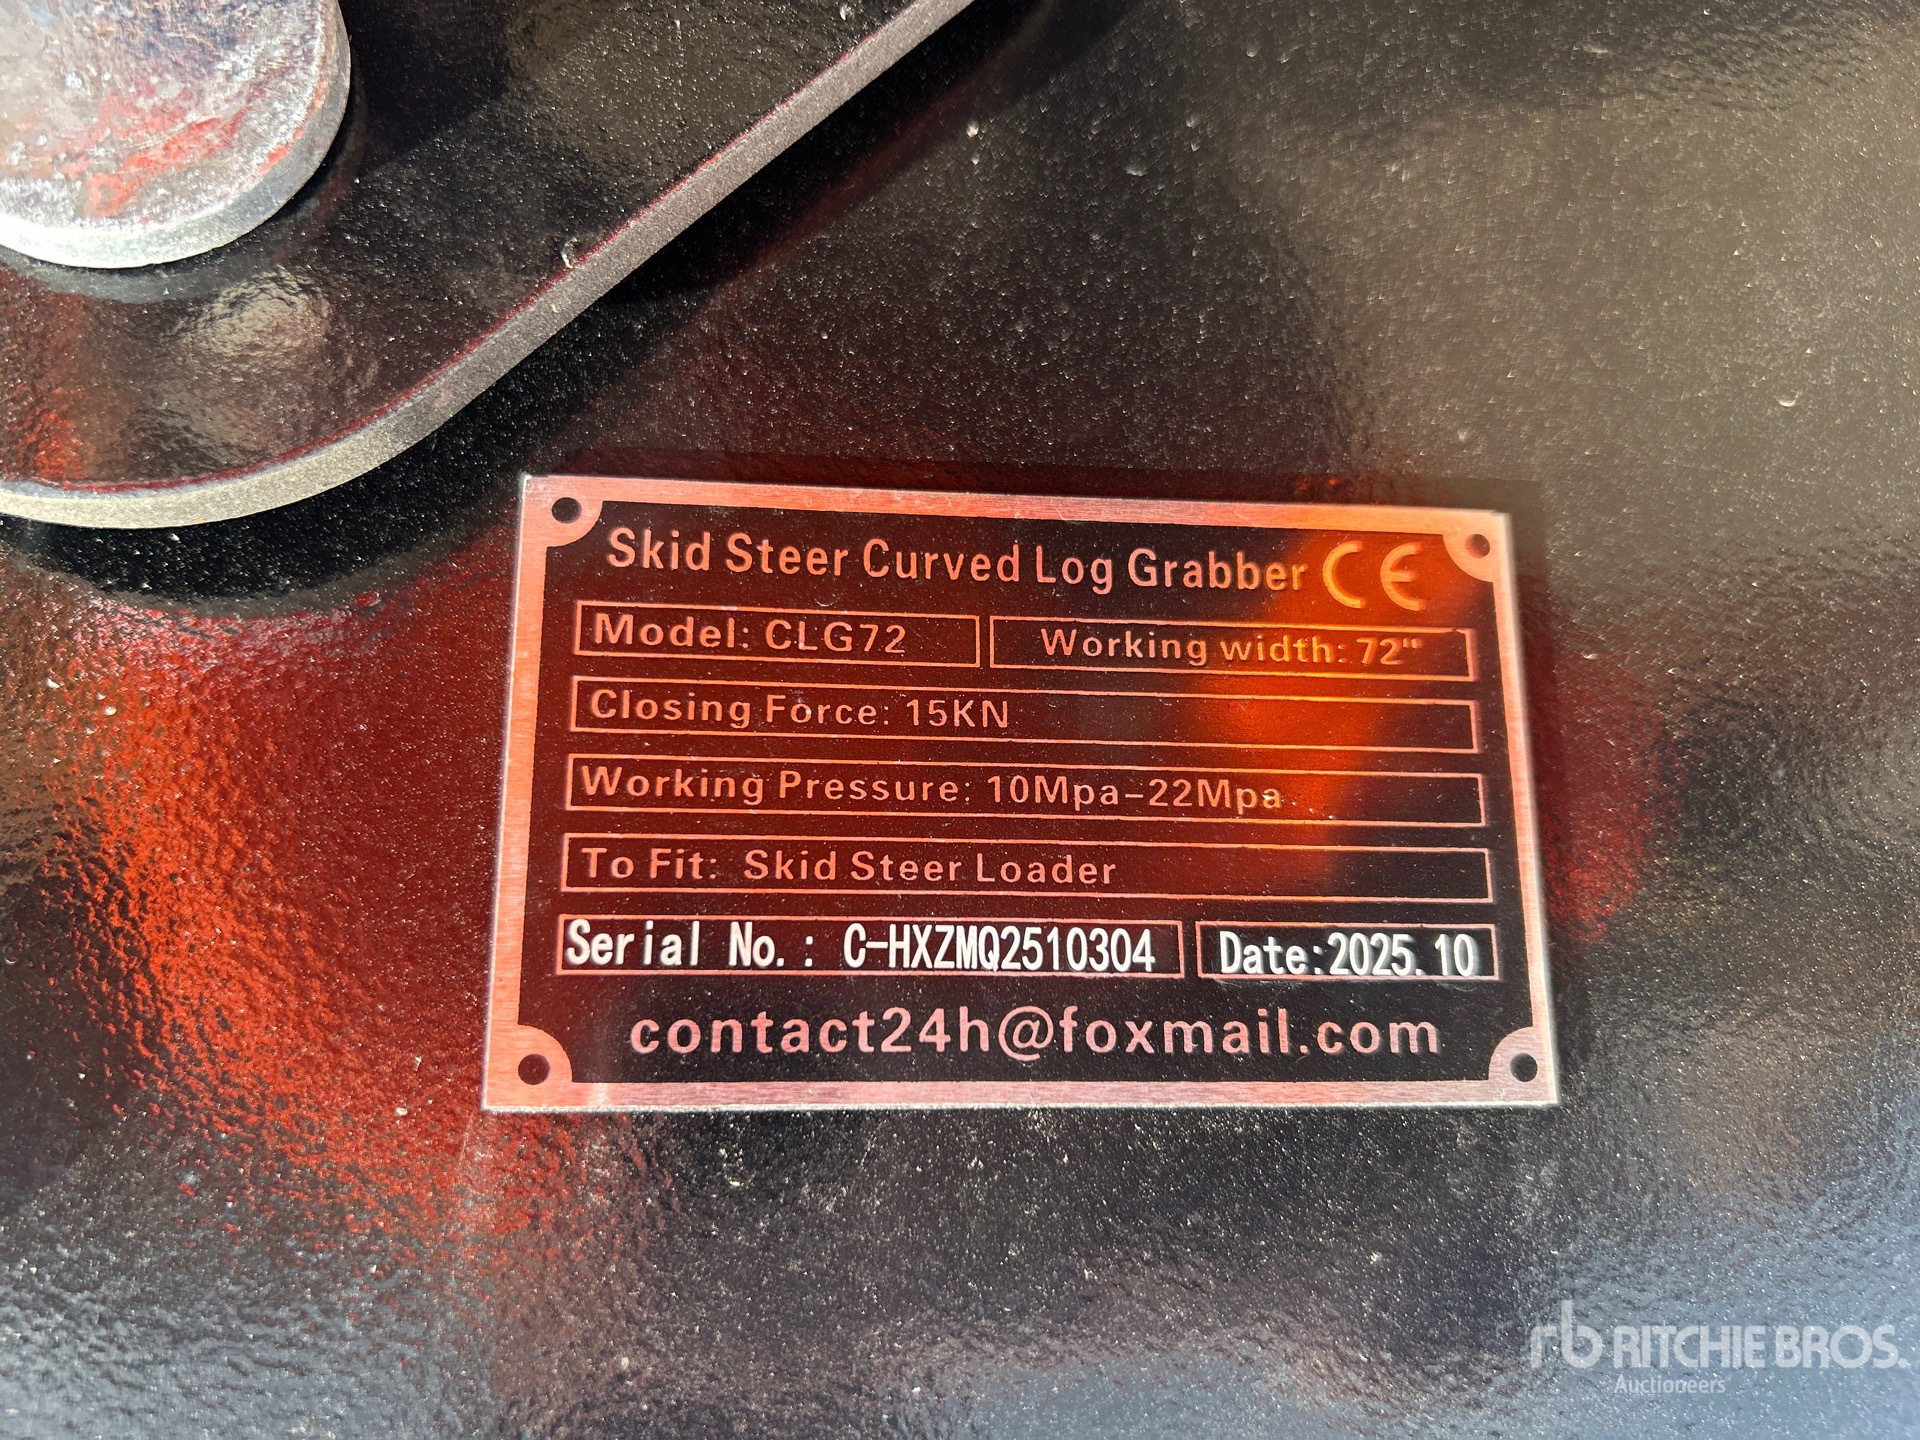 Skid Steer Curved Log Grabber CE
Model: CLG72
Working width: 72"
Closing Force: 15KN
Working Pressure: 10Mpa-22Mpa
To Fit: Skid Steer Loader
Serial No.: C-HXZMQ2510304
Date:2025.10
contact24h@foxmail.com
rb RITCHIE BROS.
Auctioneers